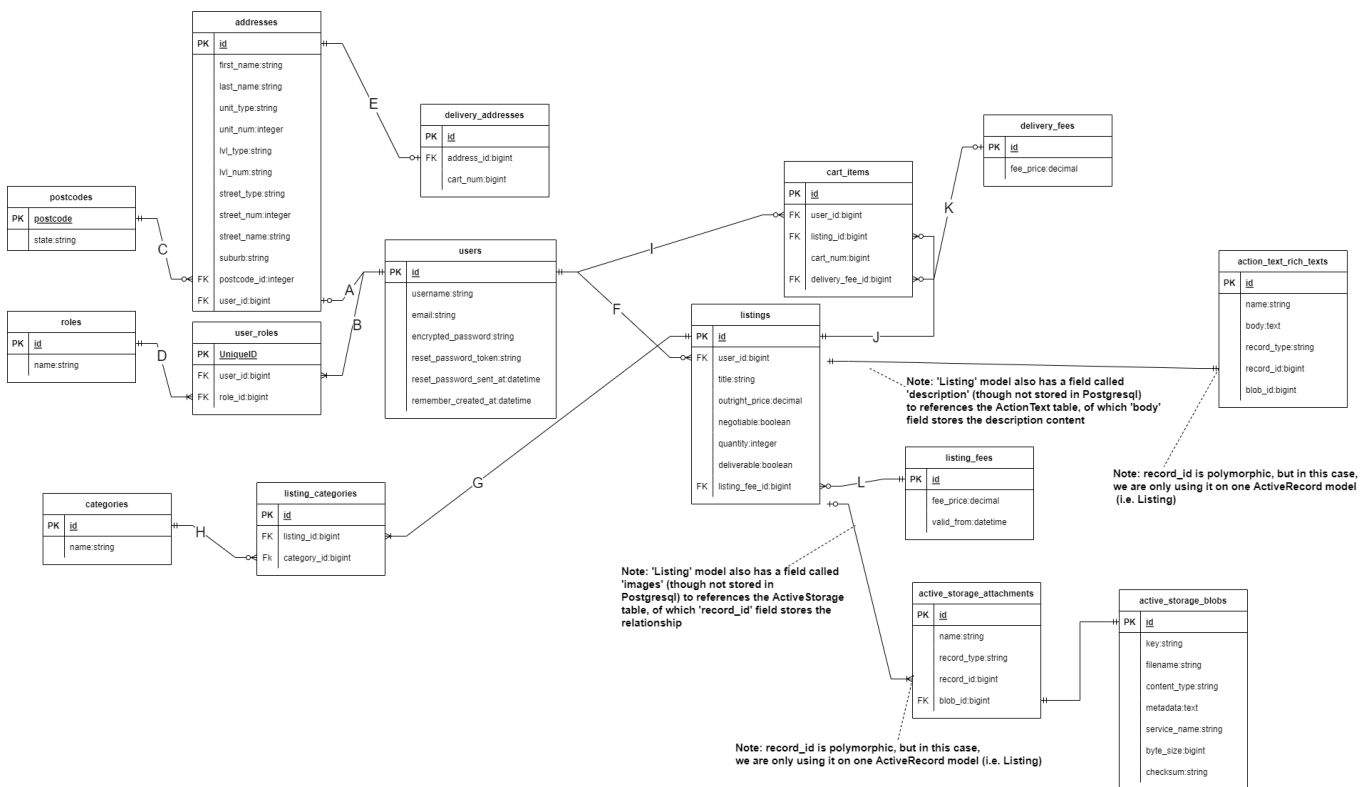 addresses
PK id
first_name:string
last_name:string
unit_type:string
unit_num:integer
lvl_type:string
lvl_num:string
street_type:string
street_num:integer
street_name:string
suburb:string
FK postcode_id:integer
FK user_id:bigint
postcodes
PK postcode
state:string
roles
PK id
name:string
user_roles
PK UniqueID
FK user_id:bigint
FK role_id:bigint
delivery_addresses
PK id
FK address_id:bigint
cart_num:bigint
users
PK id
username:string
email:string
encrypted_password:string
reset_password_token:string
reset_password_sent_at:datetime
remember_created_at:datetime
categories
PK id
name:string
listing_categories
PK id
FK listing_id:bigint
Fk category_id:bigint
cart_items
PK id
FK user_id:bigint
FK listing_id:bigint
cart_num:bigint
FK delivery_fee_id:bigint
delivery_fees
PK id
fee_price:decimal
listings
PK id
FK user_id:bigint
title:string
outright_price:decimal
negotiable:boolean
quantity:integer
deliverable:boolean
FK listing_fee_id:bigint
action_text_rich_texts
PK id
name:string
body:text
record_type:string
record_id:bigint
blob_id:bigint
listing_fees
PK id
fee_price:decimal
valid_from:datetime
active_storage_attachments
PK id
name:string
record_type:string
record_id:bigint
FK blob_id:bigint
active_storage_blobs
PK id
key:string
filename:string
content_type:string
metadata:text
service_name:string
byte_size:bigint
checksum:string
E
C
A
B
D
I
F
K
J
G
L
H
Note: 'Listing' model also has a field called
'description' (though not stored in Postgresql)
to references the ActionText table, of which 'body'
field stores the description content
Note: record_id is polymorphic, but in this case,
we are only using it on one ActiveRecord model
(i.e. Listing)
Note: 'Listing' model also has a field called
'images' (though not stored in
Postgresql) to references the ActiveStorage
table, of which 'record_id' field stores the
relationship
Note: record_id is polymorphic, but in this case,
we are only using it on one ActiveRecord model (i.e. Listing)